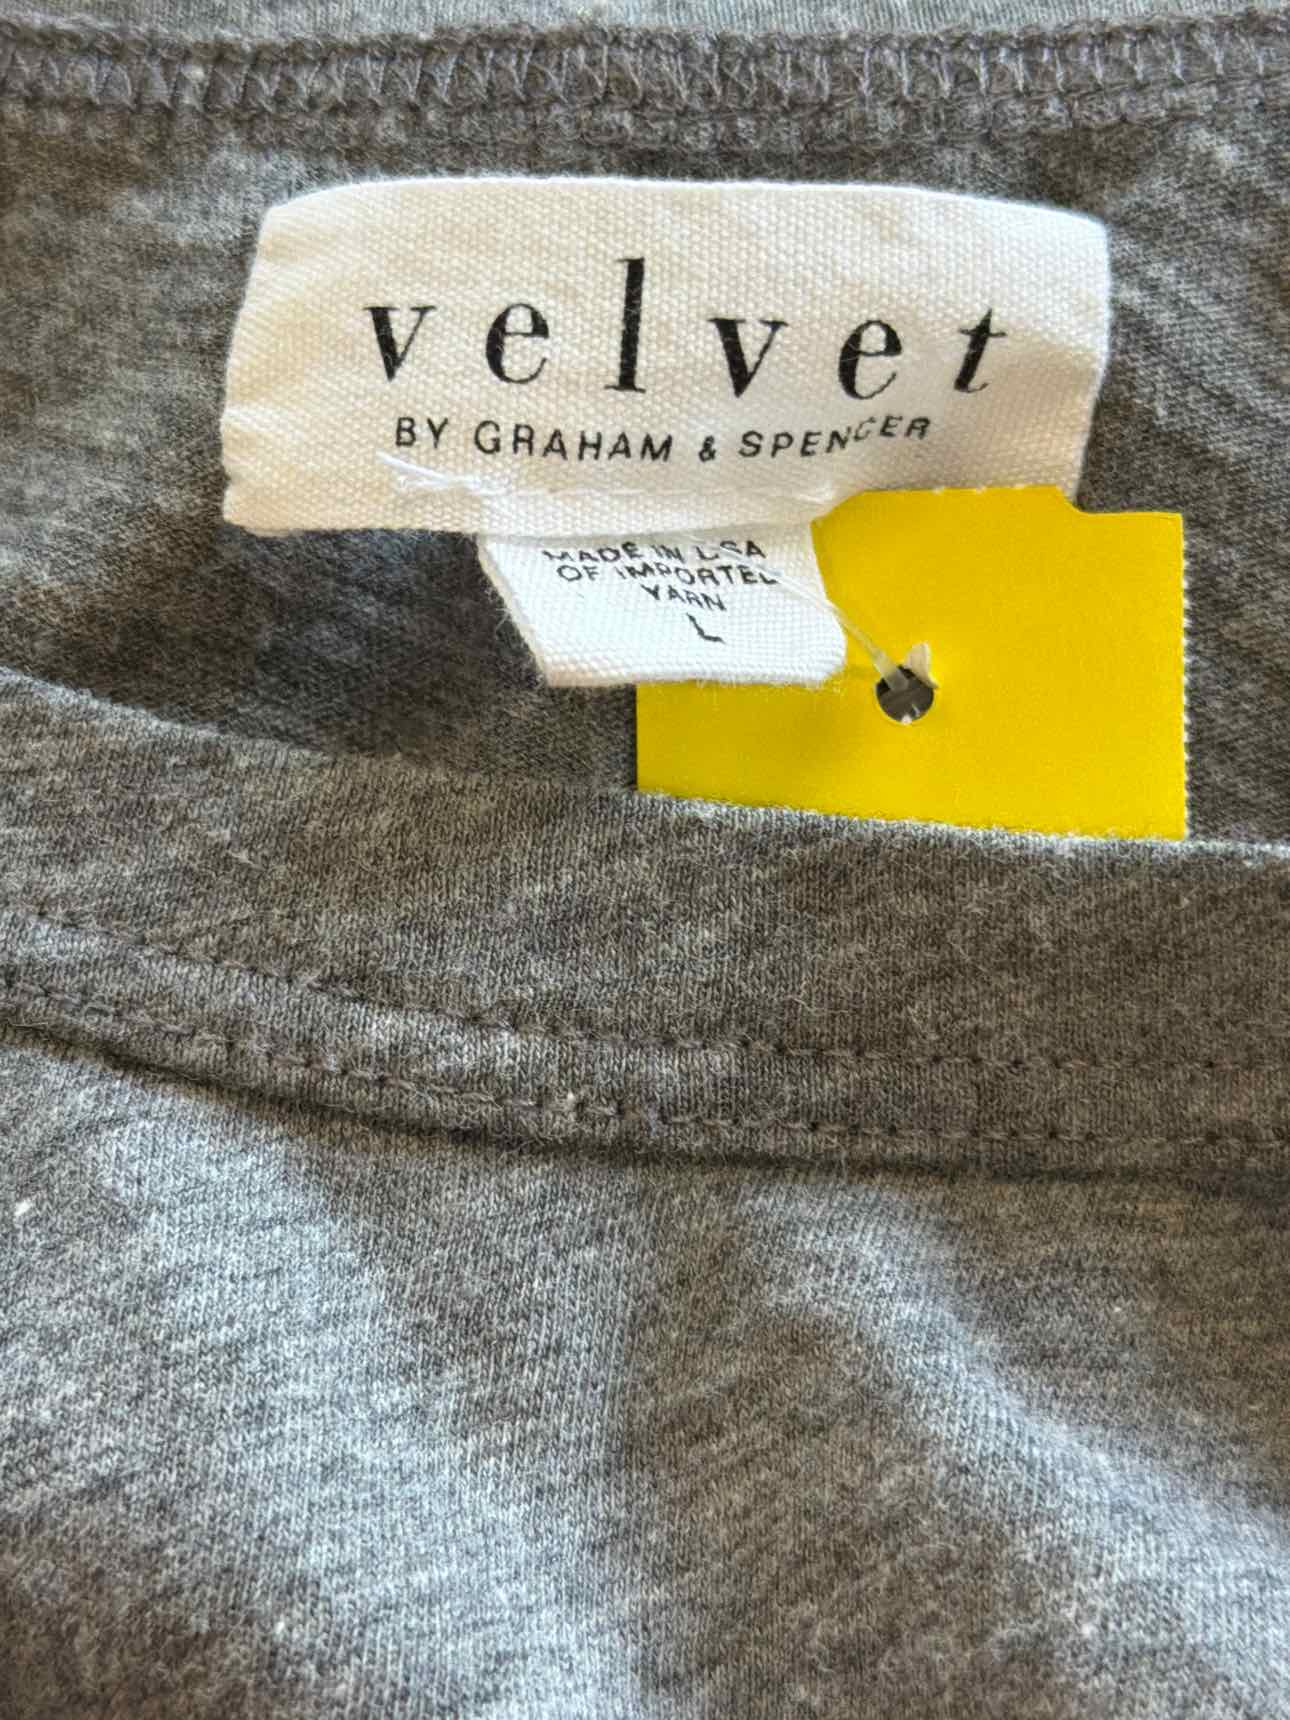 velvet
BY GRAHAM & SPENCER
MADE IN USA
OF IMPORTED
YARN
L